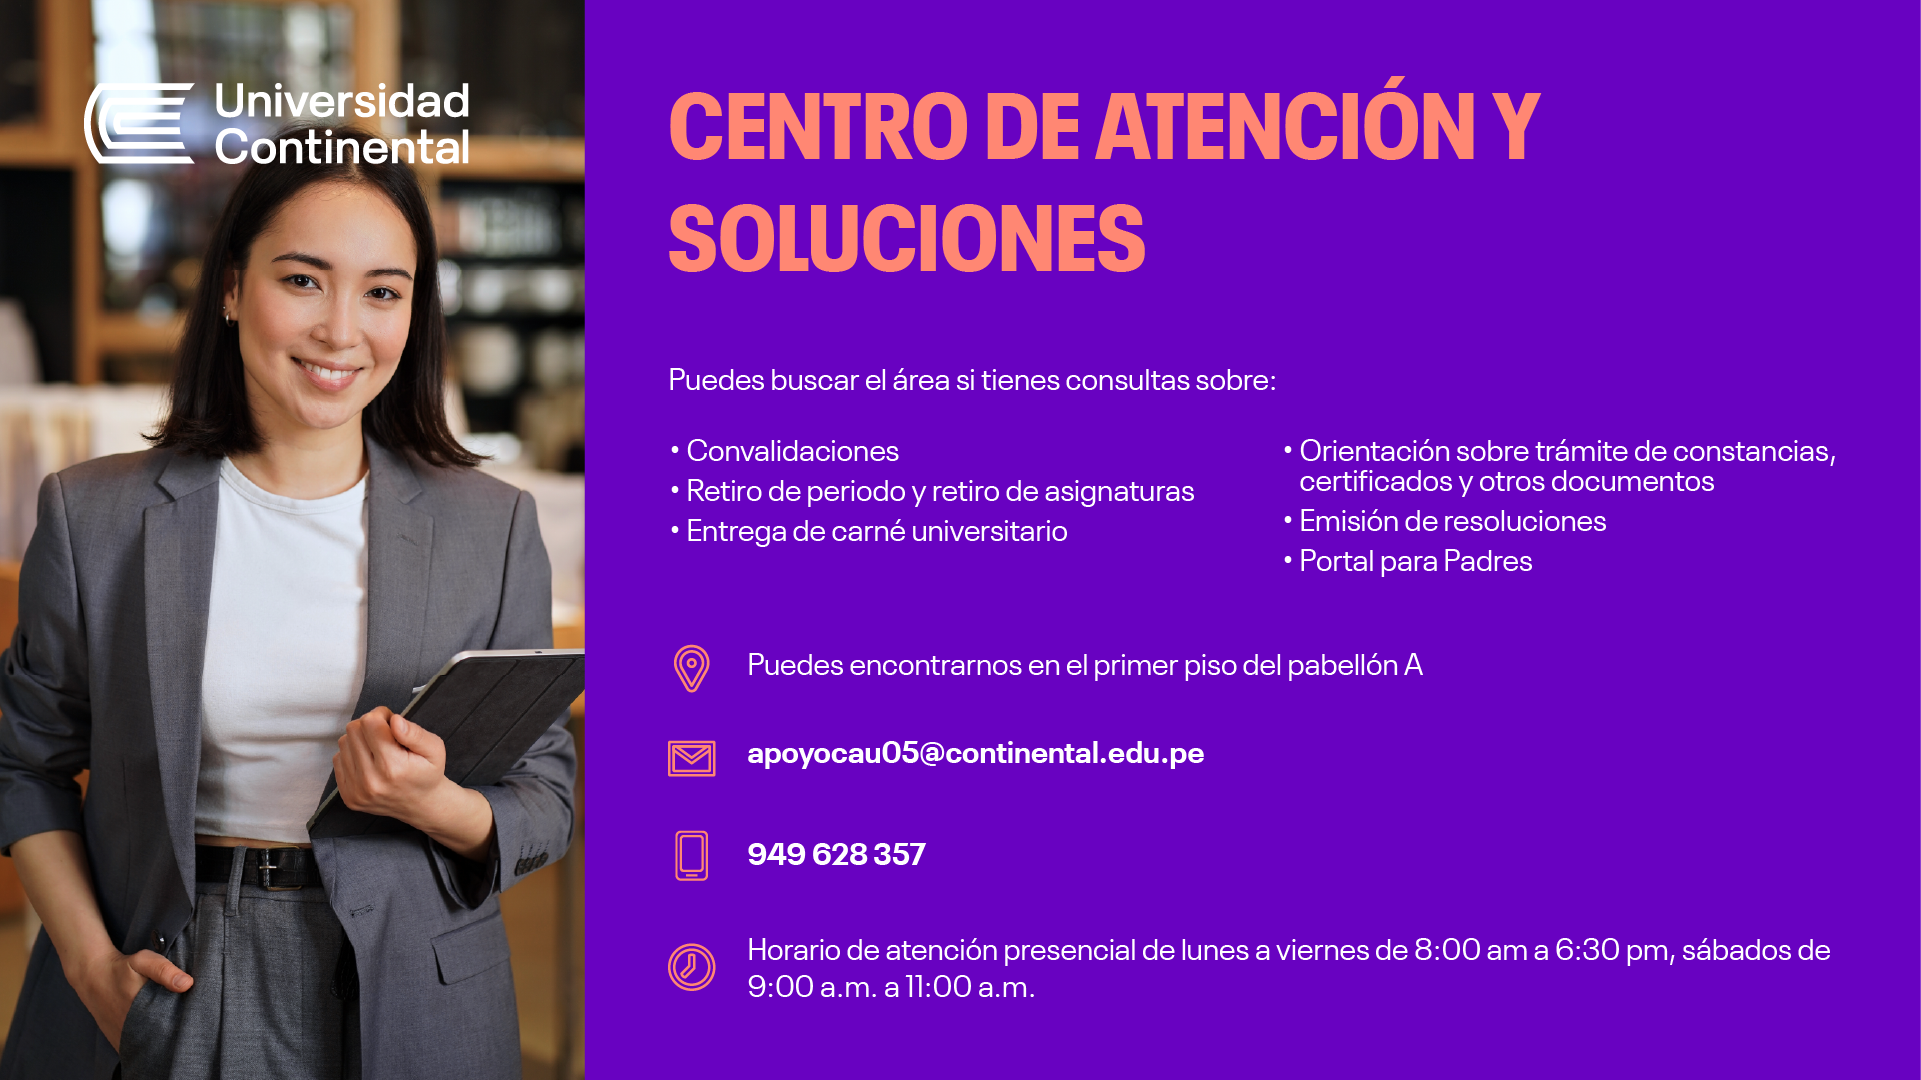 Universidad
Continental
CENTRO DE ATENCIÓN Y
SOLUCIONES
Puedes buscar el área si tienes consultas sobre:
• Convalidaciones
• Retiro de periodo y retiro de asignaturas
• Entrega de carné universitario
• Orientación sobre trámite de constancias,
certificados y otros documentos
• Emisión de resoluciones
• Portal para Padres
Puedes encontrarnos en el primer piso del pabellón A
apoyocau05@continental.edu.pe
949 628 357
Horario de atención presencial de lunes a viernes de 8:00 am a 6:30 pm, sábados de
9:00 a.m. a 11:00 a.m.